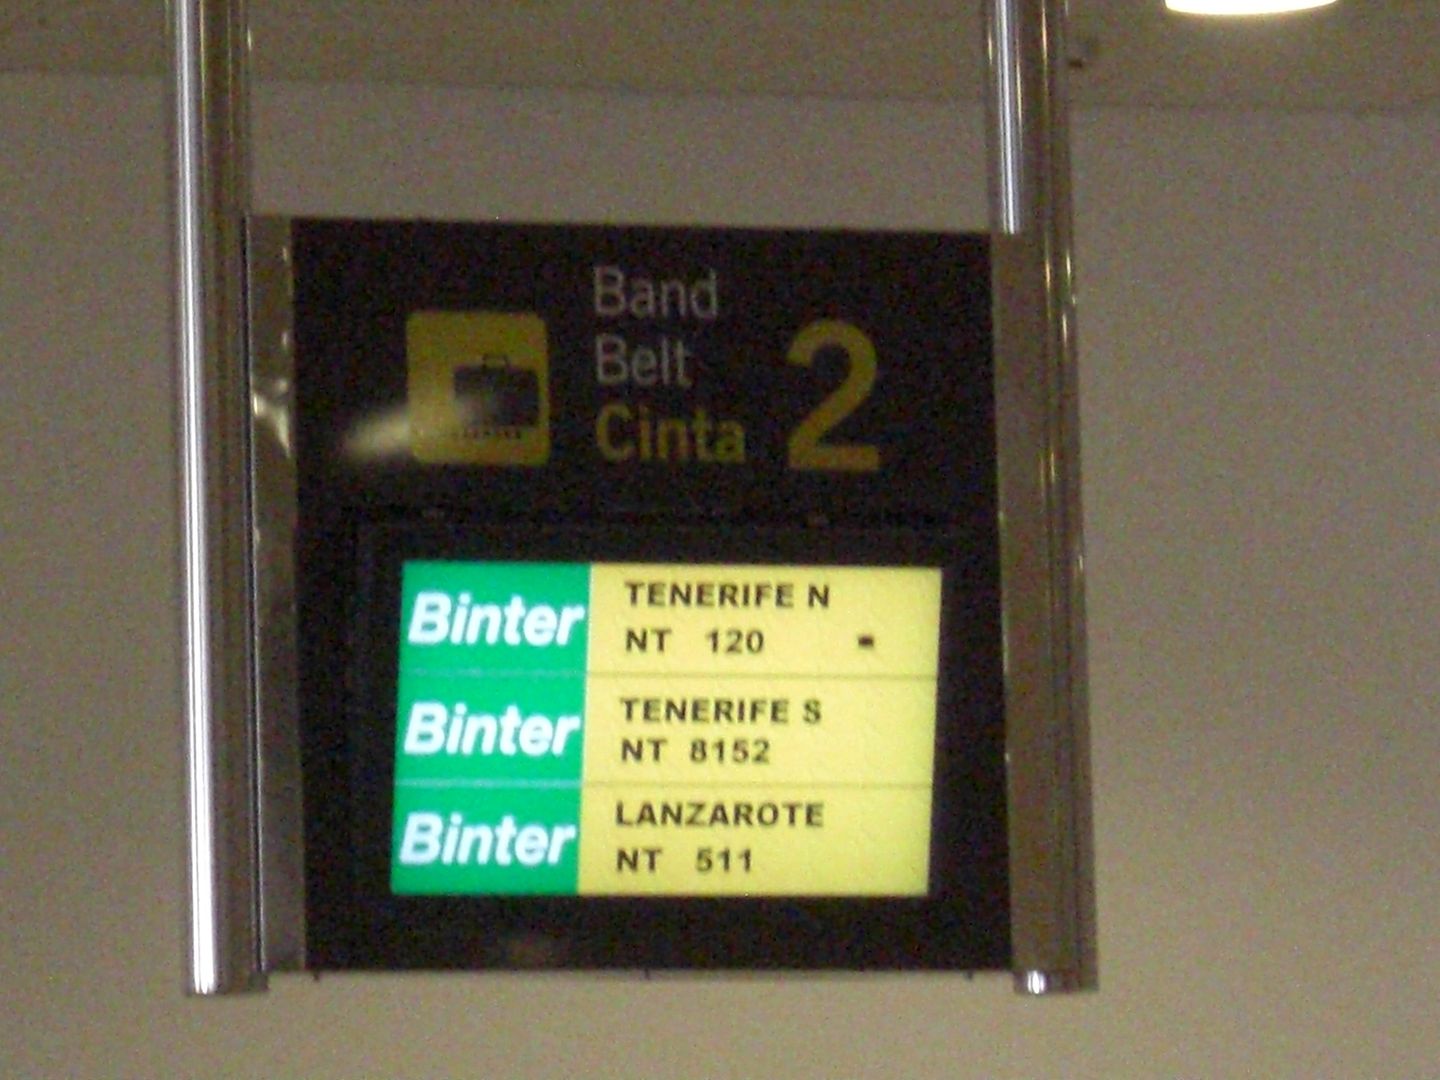 Band
Belt
Cinta
2
Binter TENERIFE N
NT 120 -
Binter TENERIFE S
NT 8152
Binter LANZAROTE
NT 511